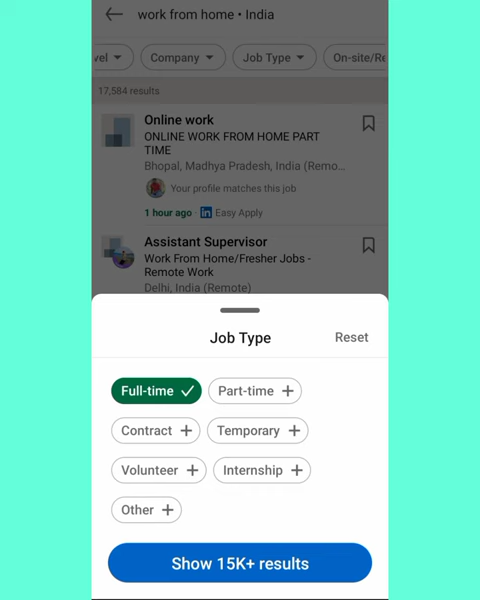 work from home • India
vel
Company
Job Type
On-site/Re
17,584 results
Online work
ONLINE WORK FROM HOME PART
TIME
Bhopal, Madhya Pradesh, India (Remo...
Your profile matches this job
1 hour ago · in Easy Apply
Assistant Supervisor
Work From Home/Fresher Jobs -
Remote Work
Delhi, India (Remote)
Job Type
Reset
Full-time
Part-time
Contract
Temporary
Volunteer
Internship
Other
Show 15K+ results